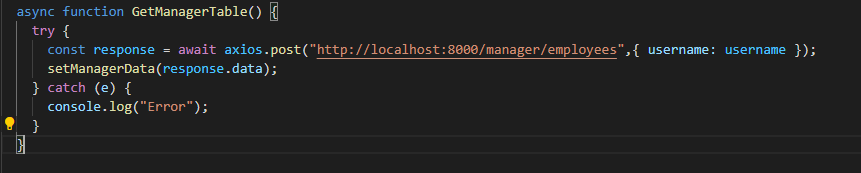 async function GetManagerTable() {
  try {
    const response = await axios.post("http://localhost:8000/manager/employees",{ username: username });
    setManagerData(response.data);
  } catch (e) {
    console.log("Error");
  }
}